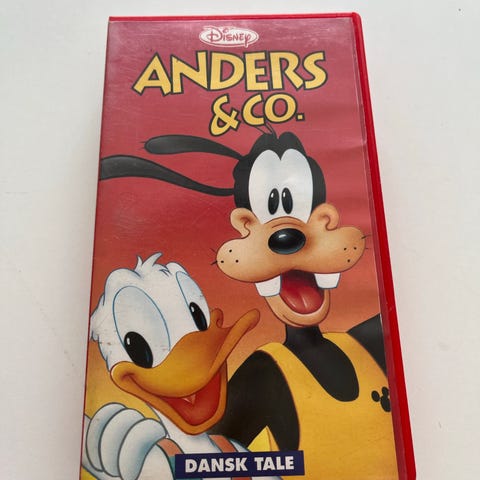 Disney
ANDERS
& CO.
DANSK TALE